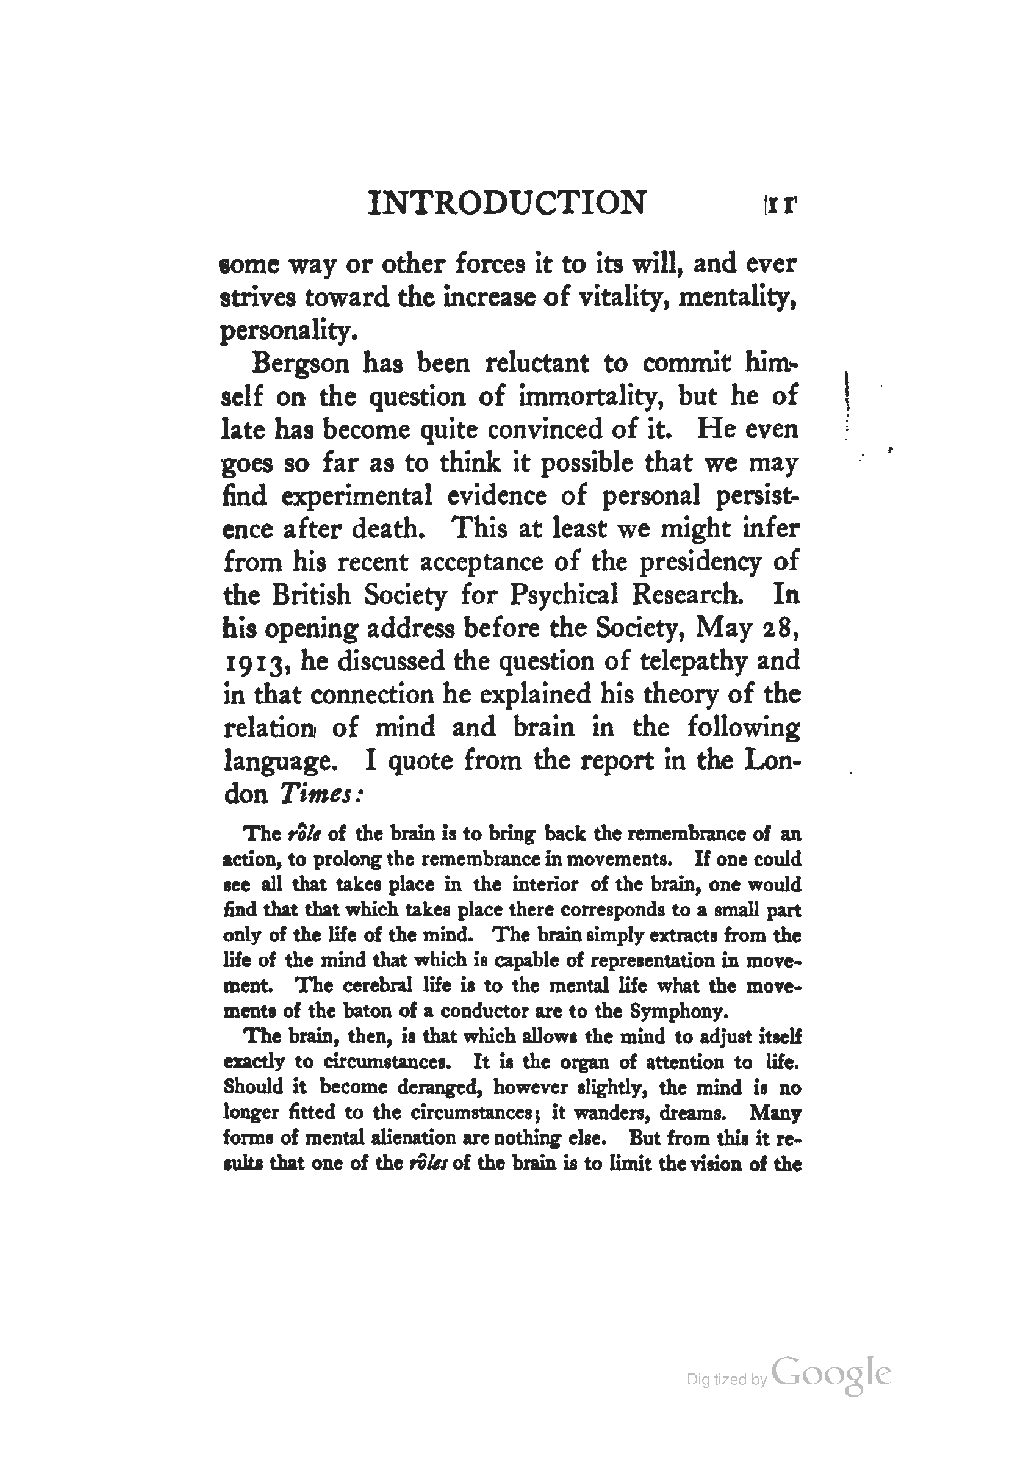 INTRODUCTION 11
some way or other forces it to its will, and ever
strives toward the increase of vitality, mentality,
personality.
Bergson has been reluctant to commit him-
self on the question of immortality, but he of
late has become quite convinced of it. He even
goes so far as to think it possible that we may
find experimental evidence of personal persist-
ence after death. This at least we might infer
from his recent acceptance of the presidency of
the British Society for Psychical Research. In
his opening address before the Society, May 28,
1913, he discussed the question of telepathy and
in that connection he explained his theory of the
relation of mind and brain in the following
language. I quote from the report in the Lon-
don Times:
The rôle of the brain is to bring back the remembrance of an
action, to prolong the remembrance in movements. If one could
see all that takes place in the interior of the brain, one would
find that that which takes place there corresponds to a small part
only of the life of the mind. The brain simply extracts from the
life of the mind that which is capable of representation in move-
ment. The cerebral life is to the mental life what the move-
ments of the baton of a conductor are to the Symphony.
The brain, then, is that which allows the mind to adjust itself
exactly to circumstances. It is the organ of attention to life.
Should it become deranged, however slightly, the mind is no
longer fitted to the circumstances; it wanders, dreams. Many
forms of mental alienation are nothing else. But from this it re-
sults that one of the rôles of the brain is to limit the vision of the
Digitized by Google